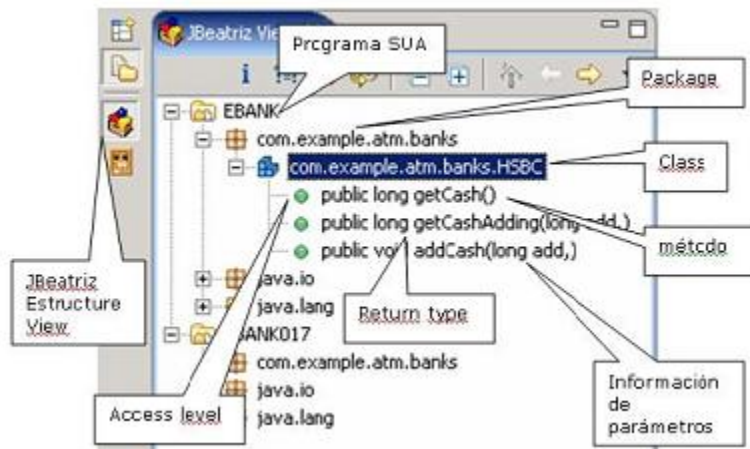 JBeatriz Vie
Prcgrama SUA
Package
EBANK
com.example.atm.banks
com.example.atm.banks.HSBC
Class
public long getCash()
public long getCashAdding(long add,)
métcdo
public voi addCash(long add,)
JBeatriz
Estructure
View
java.io
java.lang
Return type
BANK017
com.example.atm.banks
java.io
java.lang
Access level
Información
de
parámetros